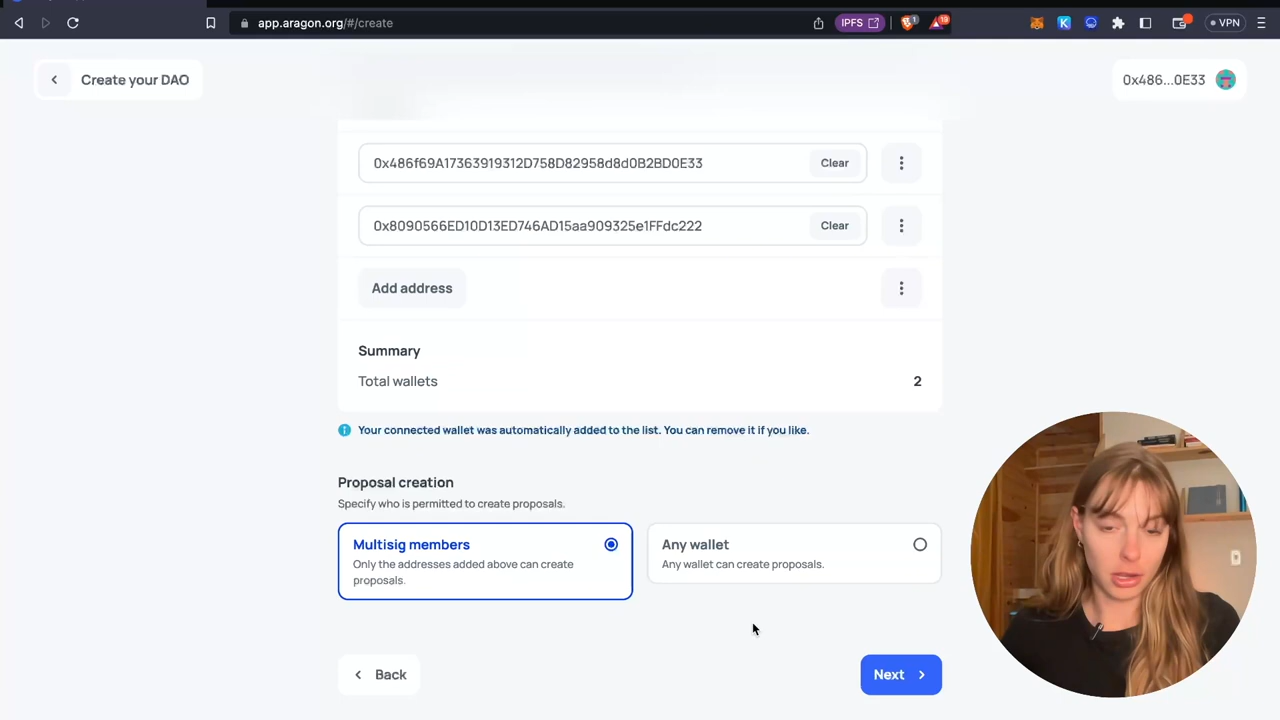 app.aragon.org/#/create
IPFS
1
19
VPN
Create your DAO
0x486...0E33
0x486f69A17363919312D758D82958d8d0B2BD0E33
Clear
0x8090566ED10D13ED746AD15aa909325e1FFdc222
Clear
Add address
Summary
Total wallets
2
Your connected wallet was automatically added to the list. You can remove it if you like.
Proposal creation
Specify who is permitted to create proposals.
Multisig members
Only the addresses added above can create
proposals.
Any wallet
Any wallet can create proposals.
Back
Next